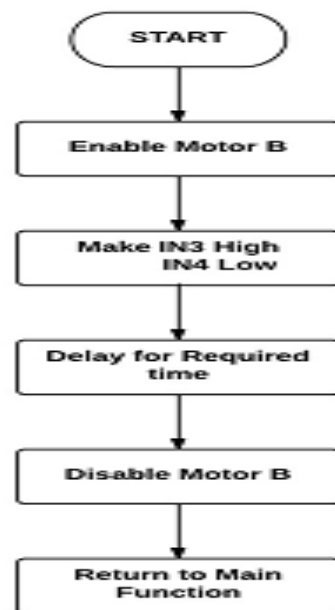 START
Enable Motor B
Make IN3 High
IN4 Low
Delay for Required
time
Disable Motor B
Return to Main
Function